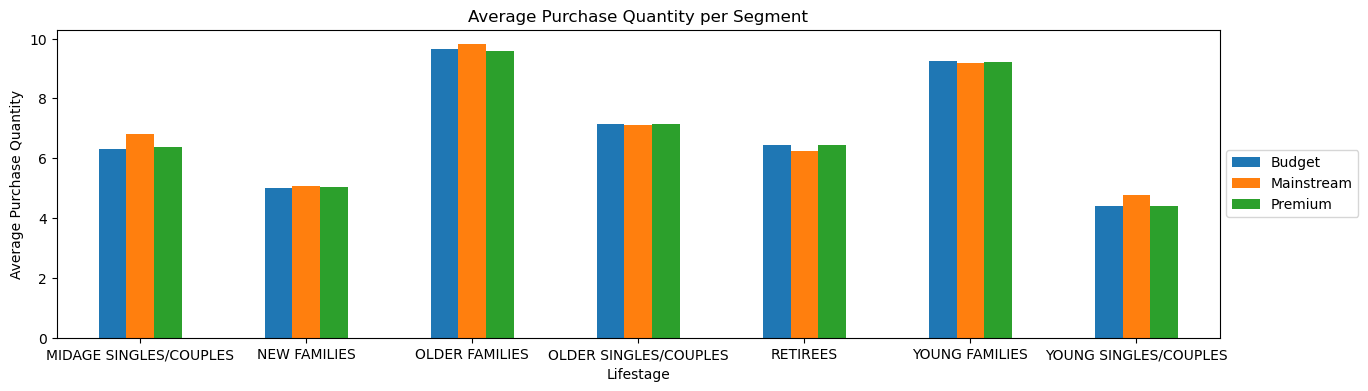 Average Purchase Quantity per Segment
Average Purchase Quantity
10
8
6
4
2
0
MIDAGE SINGLES/COUPLES NEW FAMILIES OLDER FAMILIES OLDER SINGLES/COUPLES RETIREES YOUNG FAMILIES YOUNG SINGLES/COUPLES
Lifestage
Budget
Mainstream
Premium